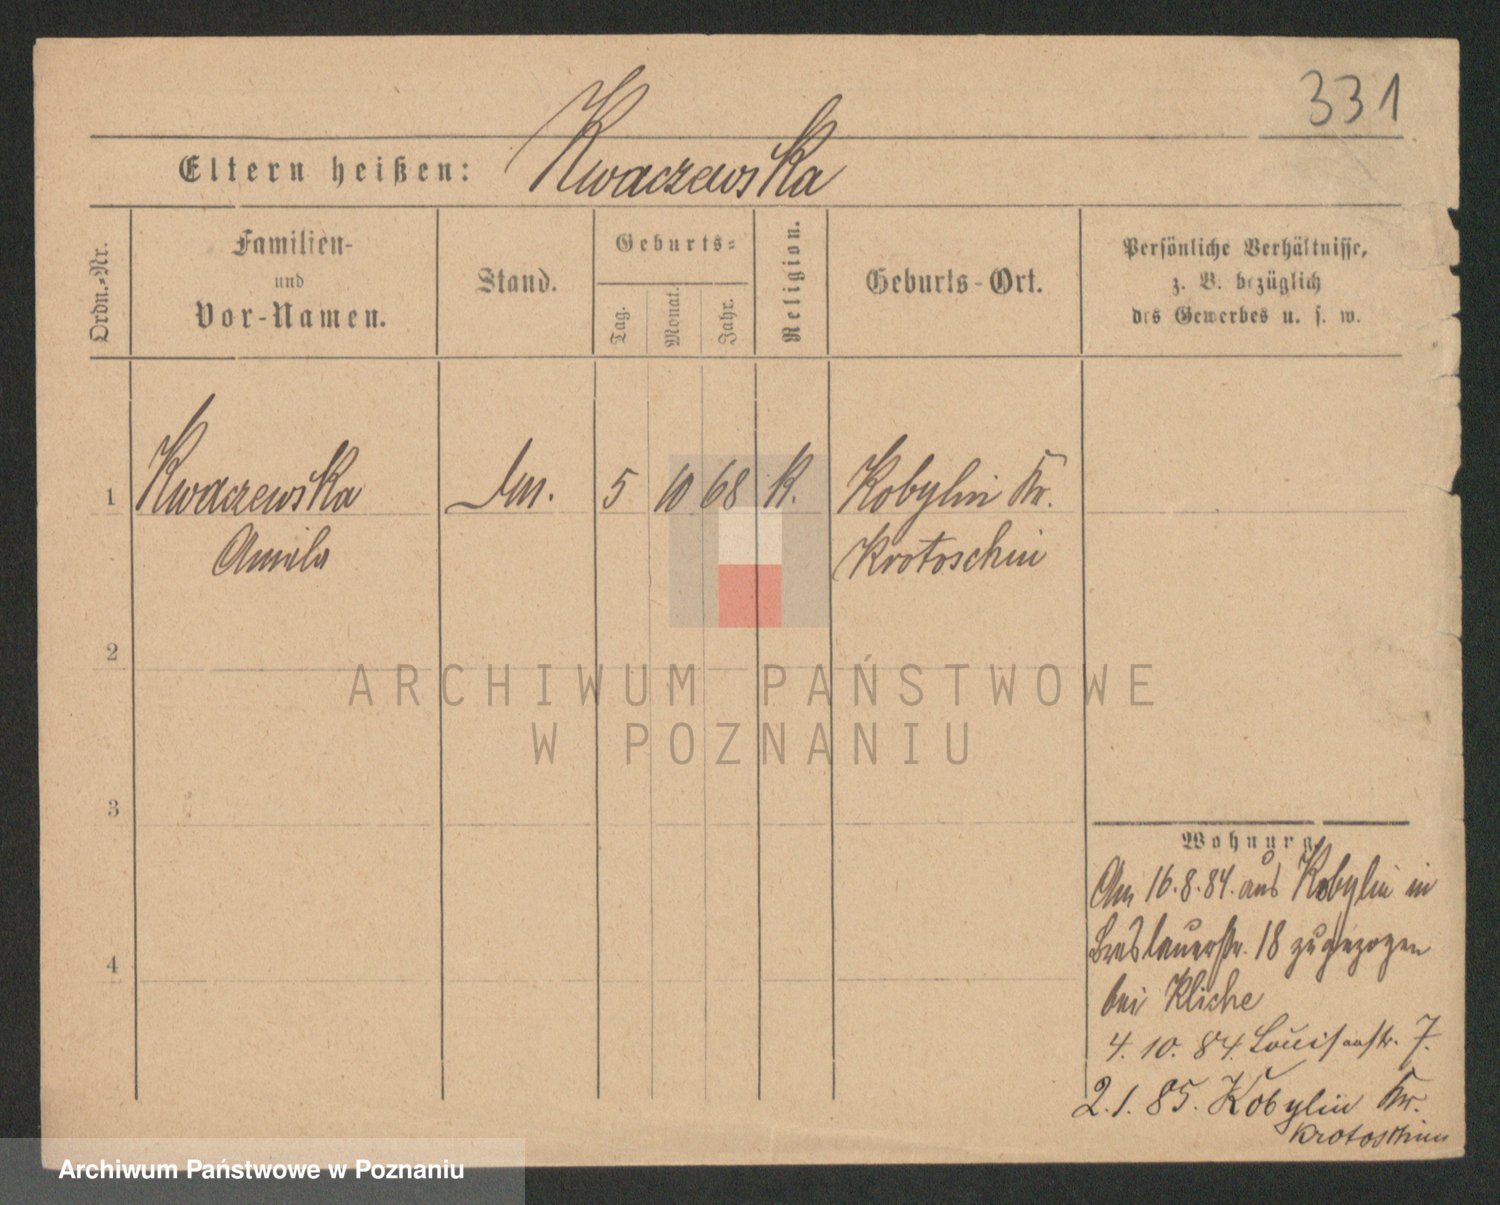 331
Eltern heißen: Kwaczewska
Ordn.-Nr.
Familien-
und
Vor-Namen.
Stand.
Geburts-
Tag.
Monat.
Jahr.
Religion.
Geburts-Ort.
Persönliche Verhältnisse,
z. B. bezüglich
des Gewerbes u. s. w.
1 Kwaczewska 5 10 68 K. Kobylin Kr.
Krotoschin
2
3
4
ARCHIWUM PAŃSTWOWE
W POZNANIU
Wohnung
Am 16.8.84. aus Kobylin in
Breslauerstr. 18 zugezogen
bei Kliche
4. 10. 84. Louisenstr. 7.
2. 1. 85. Kobylin Kr.
Krotoschin
Archiwum Państwowe w Poznaniu